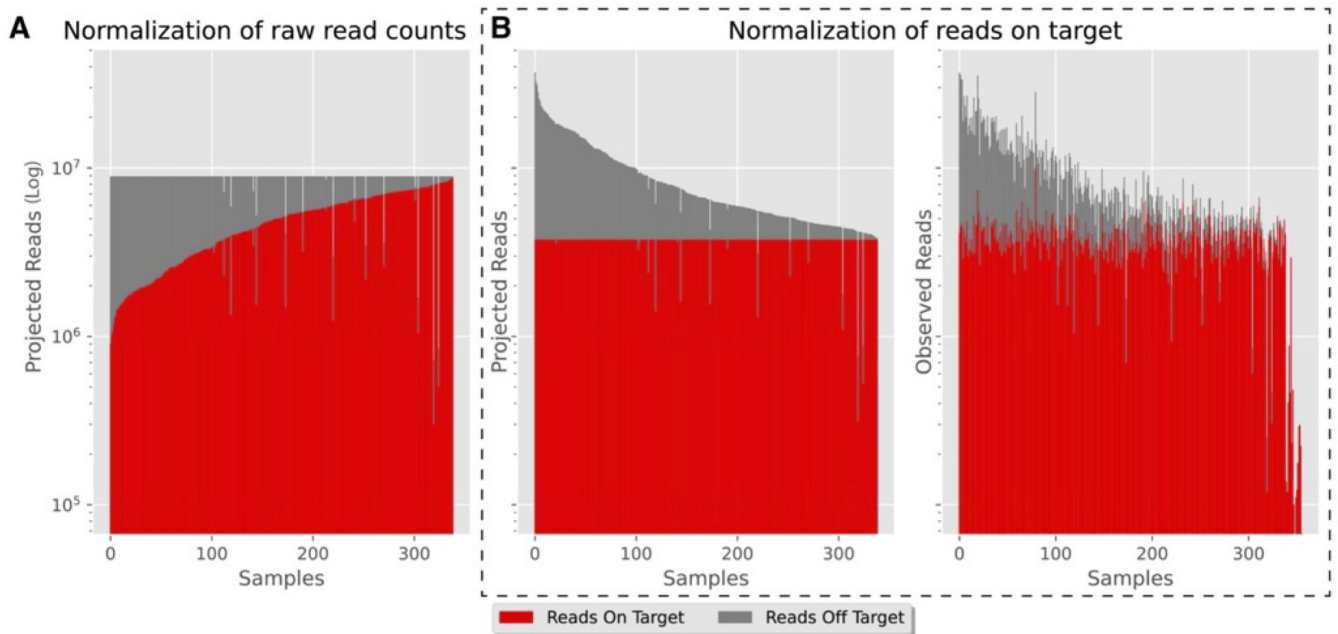 A Normalization of raw read counts
B Normalization of reads on target
Projected Reads (Log)
10⁷
10⁶
10⁵
0 100 200 300
Samples
Projected Reads
0 100 200 300
Samples
Observed Reads
0 100 200 300
Samples
Reads On Target Reads Off Target